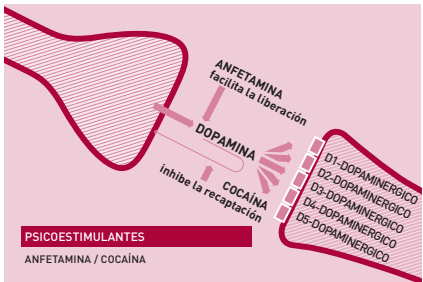 ANFETAMINA
facilita la liberación
DOPAMINA
COCAÍNA
inhibe la recaptación
D1-DOPAMINERGICO
D2-DOPAMINERGICO
D3-DOPAMINERGICO
D4-DOPAMINERGICO
D5-DOPAMINERGICO
PSICOESTIMULANTES
ANFETAMINA / COCAÍNA